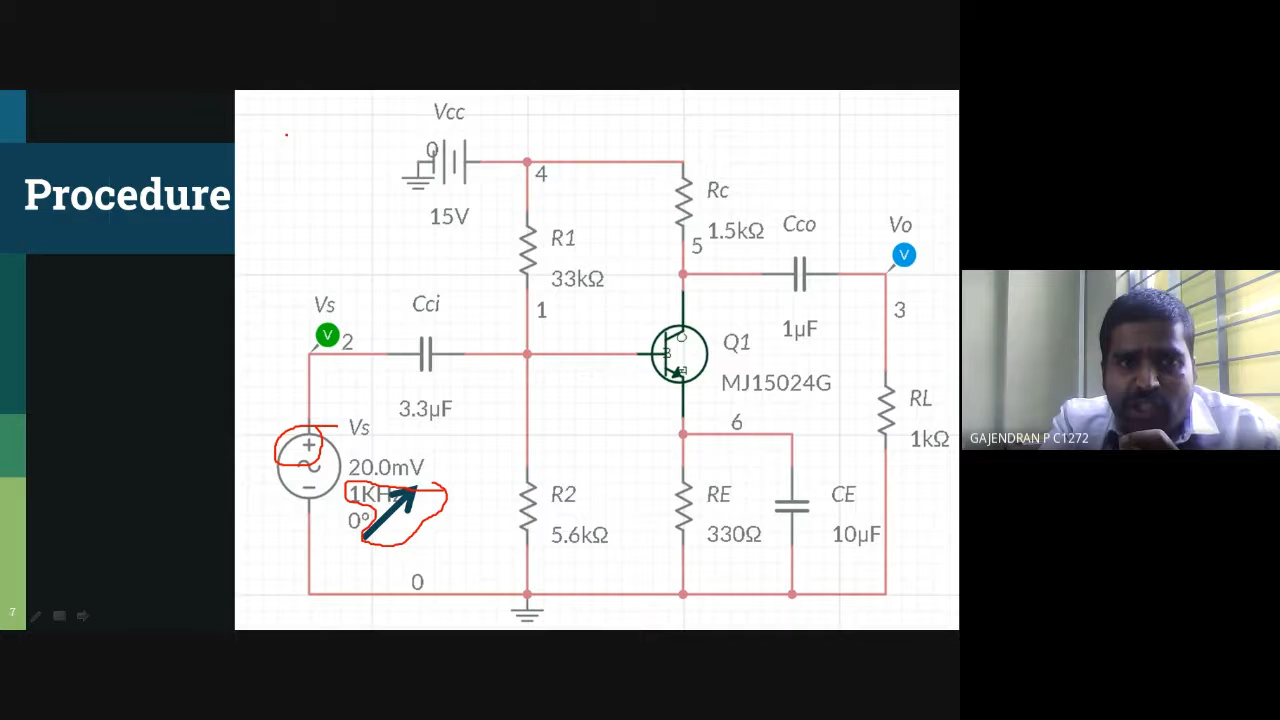 Procedure
7
Vcc
0
15V
4
R1
33kΩ
Rc
1.5kΩ
5
Cco
1µF
Vo
V
3
Vs
V
2
Cci
3.3µF
1
B
C
E
Q1
MJ15024G
6
RL
1kΩ
Vs
20.0mV
1KHz
0°
R2
5.6kΩ
RE
330Ω
CE
10µF
0
GAJENDRAN P C1272